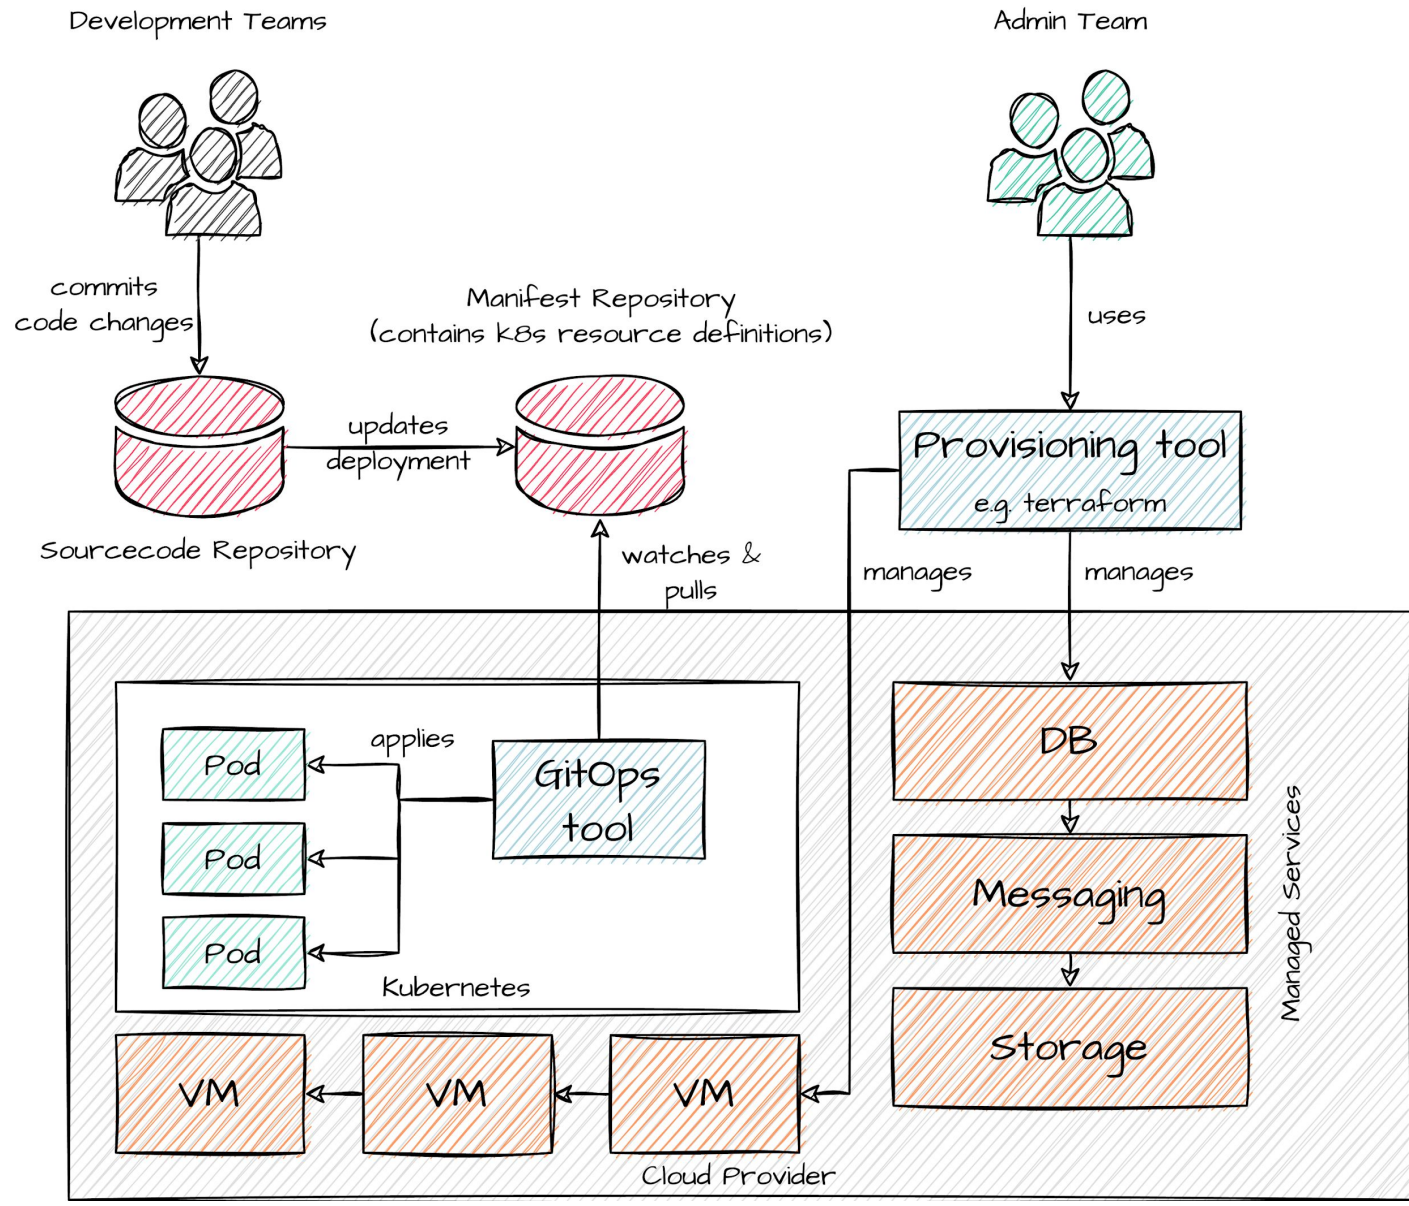 Development Teams
Admin Team
commits
code changes
uses
Manifest Repository
(contains k8s resource definitions)
updates
deployment
Provisioning tool
e.g. terraform
Sourcecode Repository
watches &
pulls
manages
manages
applies
Pod
Pod
Pod
GitOps
tool
Kubernetes
DB
Messaging
Storage
Managed Services
VM
VM
VM
Cloud Provider